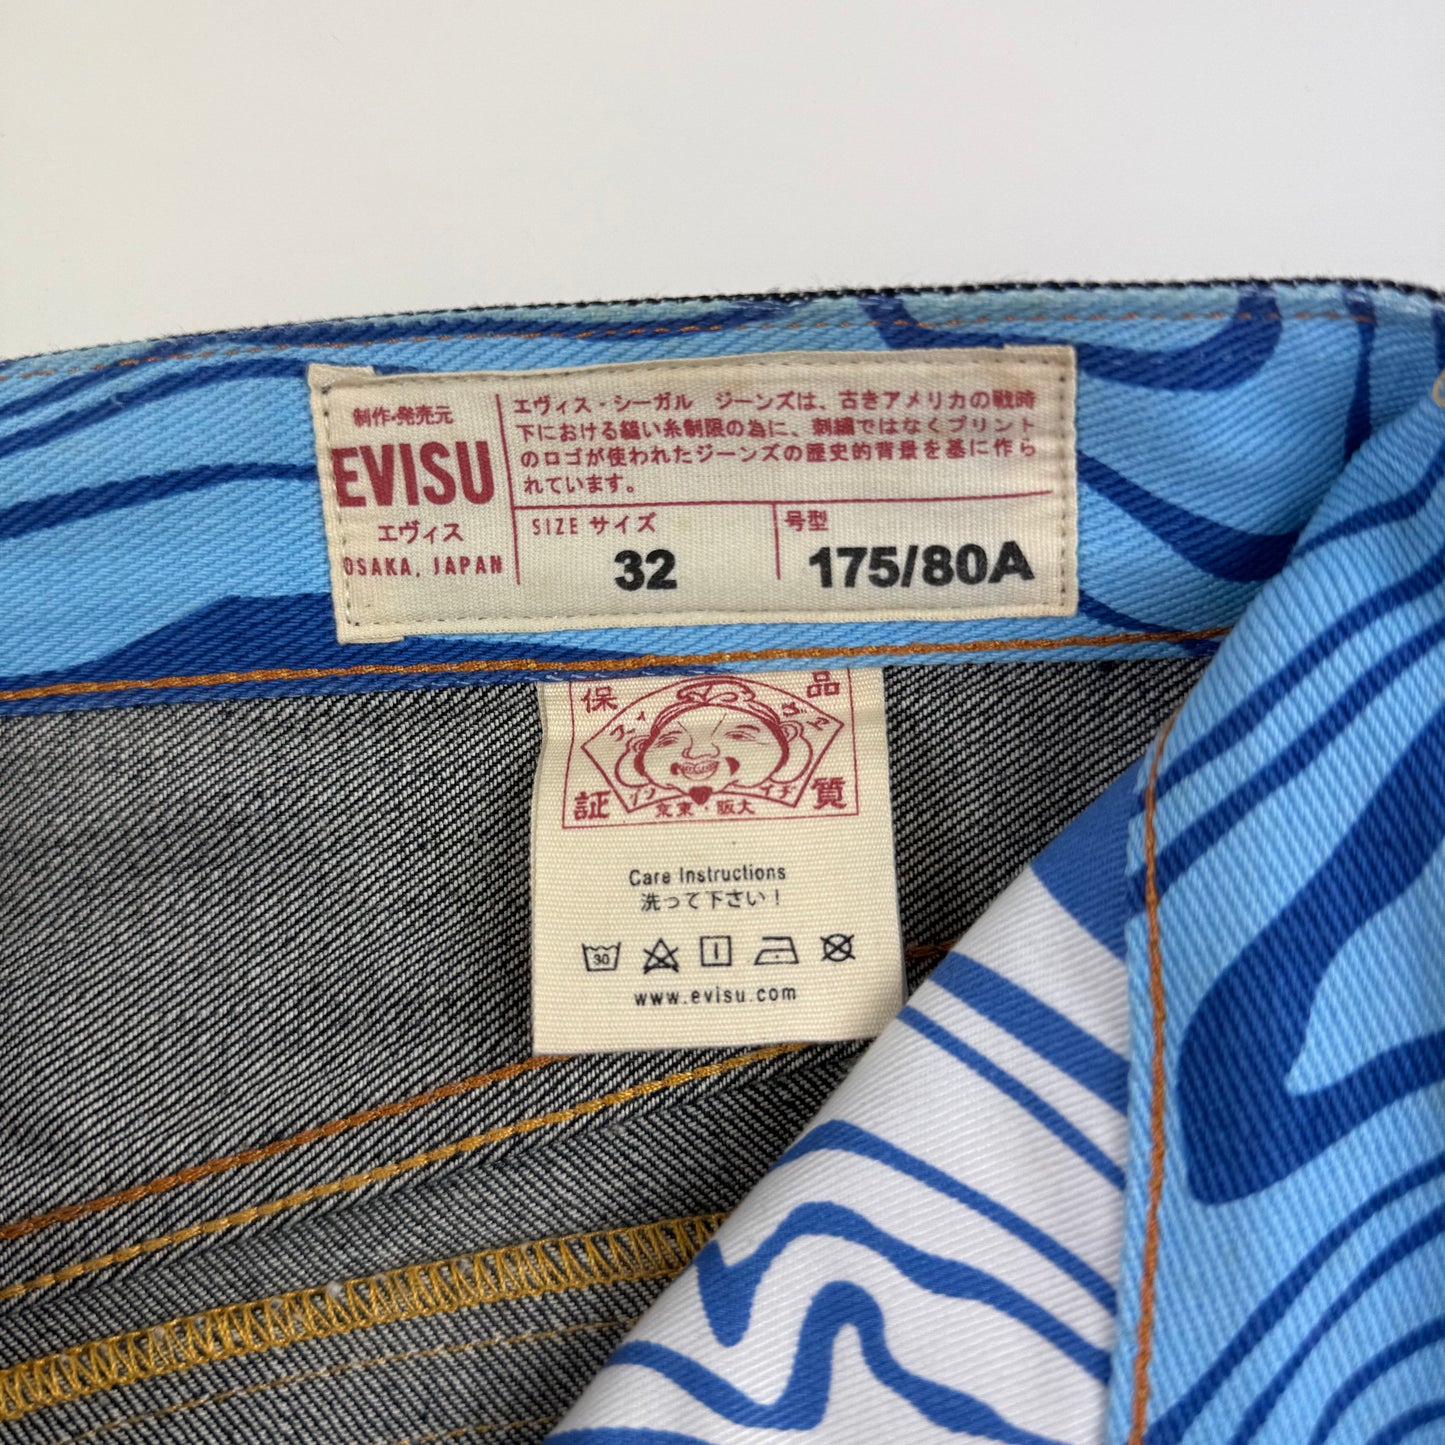 制作・発売元
EVISU
エヴィス
OSAKA, JAPAN
エヴィス・シーガル ジーンズは、古きアメリカの戦時
下における縫い糸制限の為に、刺繍ではなくプリント
のロゴが使われたジーンズの歴史的背景を基に作ら
れています。
SIZE サイズ
32
号型
175/80A
保 品
証 質
大阪・東京
Care Instructions
洗って下さい!
30
www.evisu.com